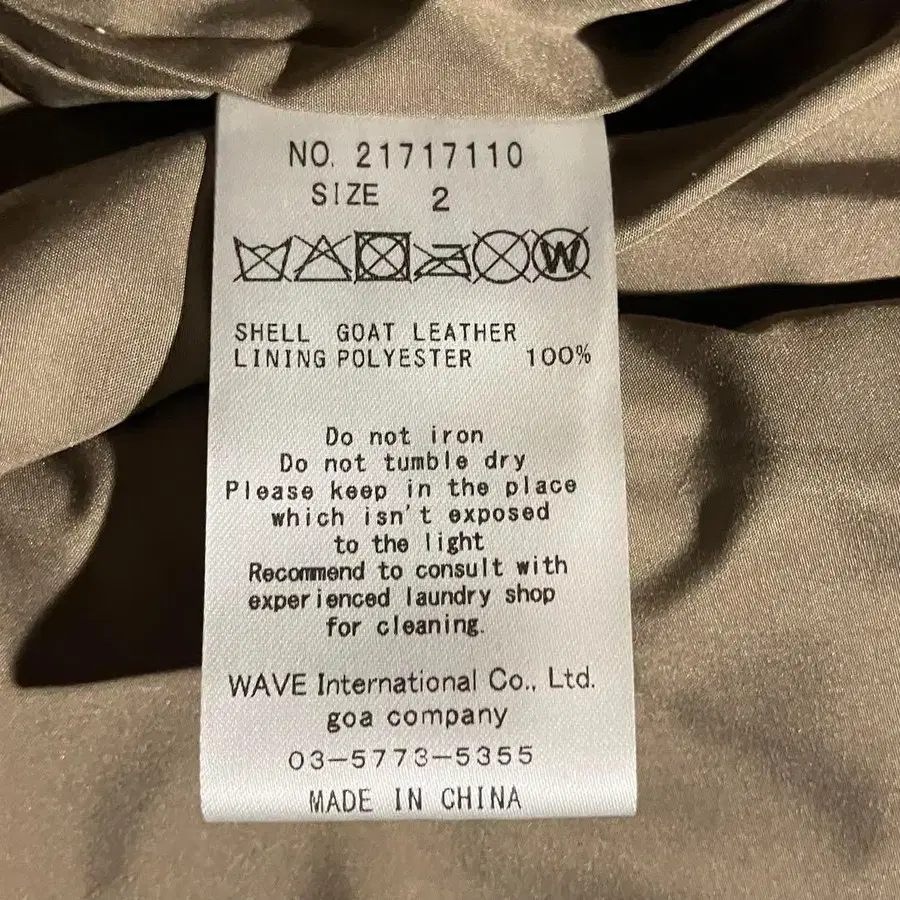 NO. 21717110
SIZE 2
W
SHELL GOAT LEATHER
LINING POLYESTER 100%
Do not iron
Do not tumble dry
Please keep in the place
which isn't exposed
to the light
Recommend to consult with
experienced laundry shop
for cleaning.
WAVE International Co., Ltd.
goa company
03-5773-5355
MADE IN CHINA